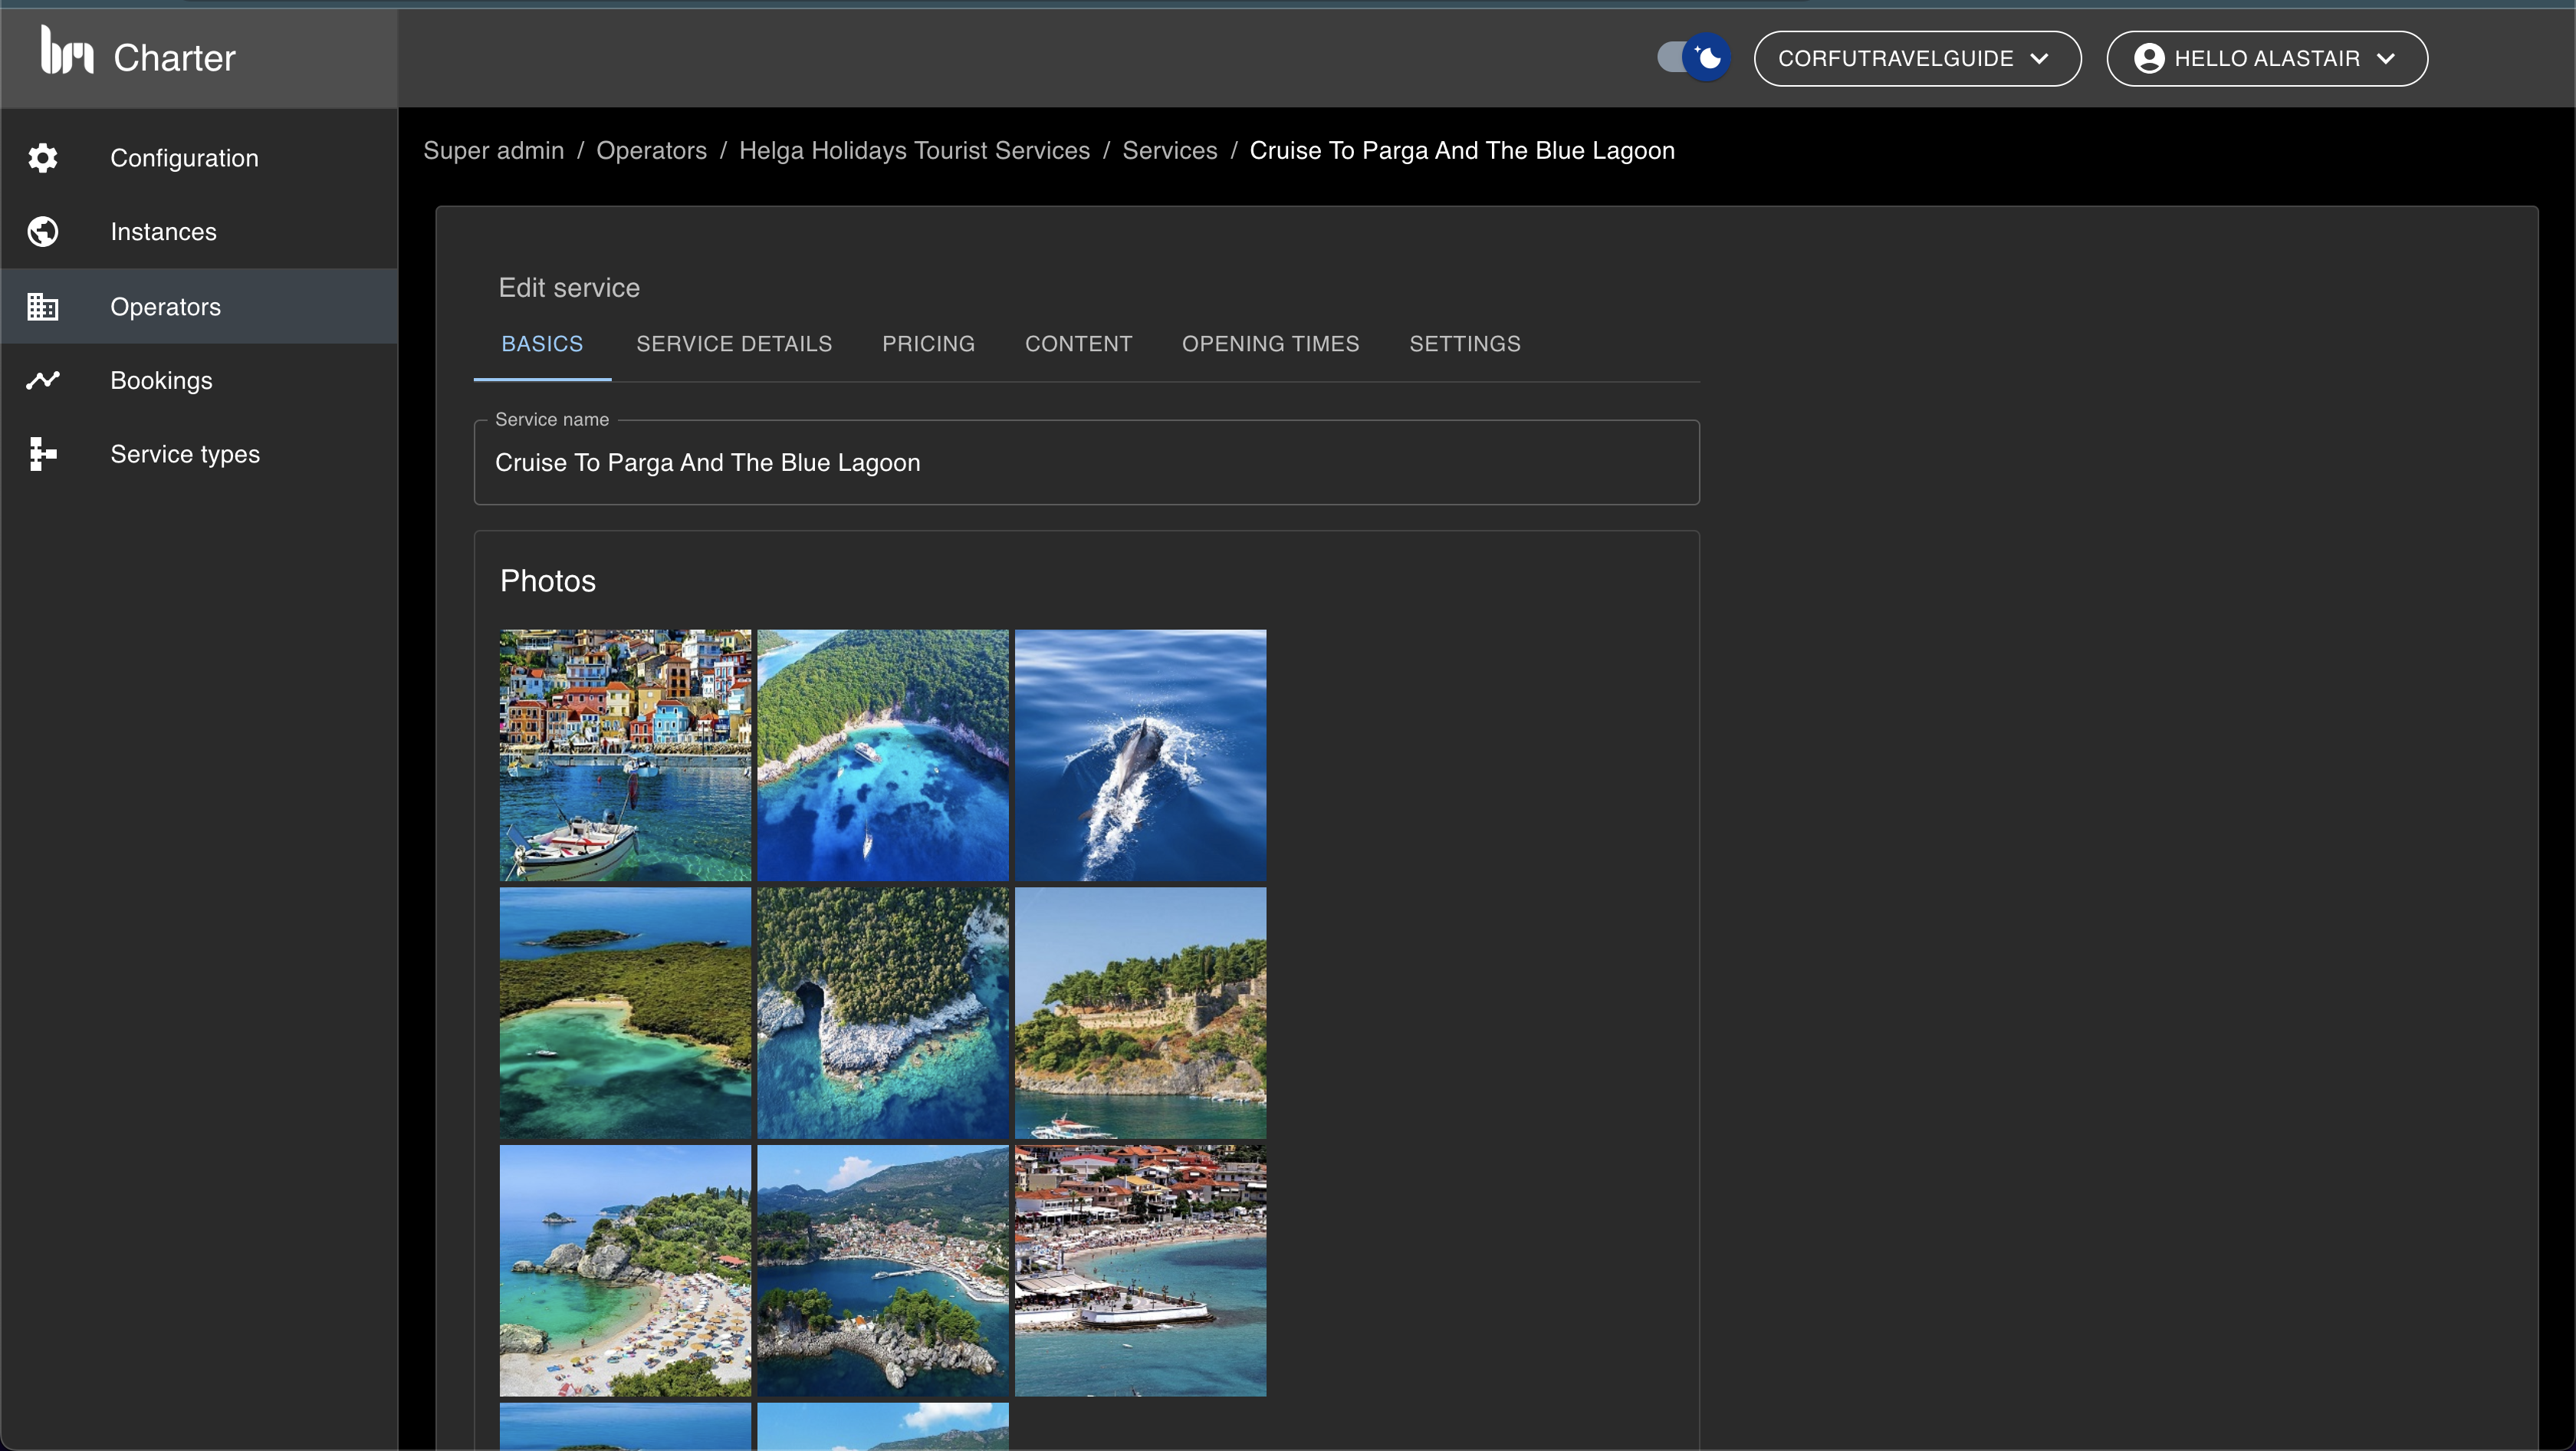 bm Charter
CORFUTRAVELGUIDE
HELLO ALASTAIR
Configuration
Instances
Operators
Bookings
Service types
Super admin / Operators / Helga Holidays Tourist Services / Services / Cruise To Parga And The Blue Lagoon
Edit service
BASICS SERVICE DETAILS PRICING CONTENT OPENING TIMES SETTINGS
Service name
Cruise To Parga And The Blue Lagoon
Photos